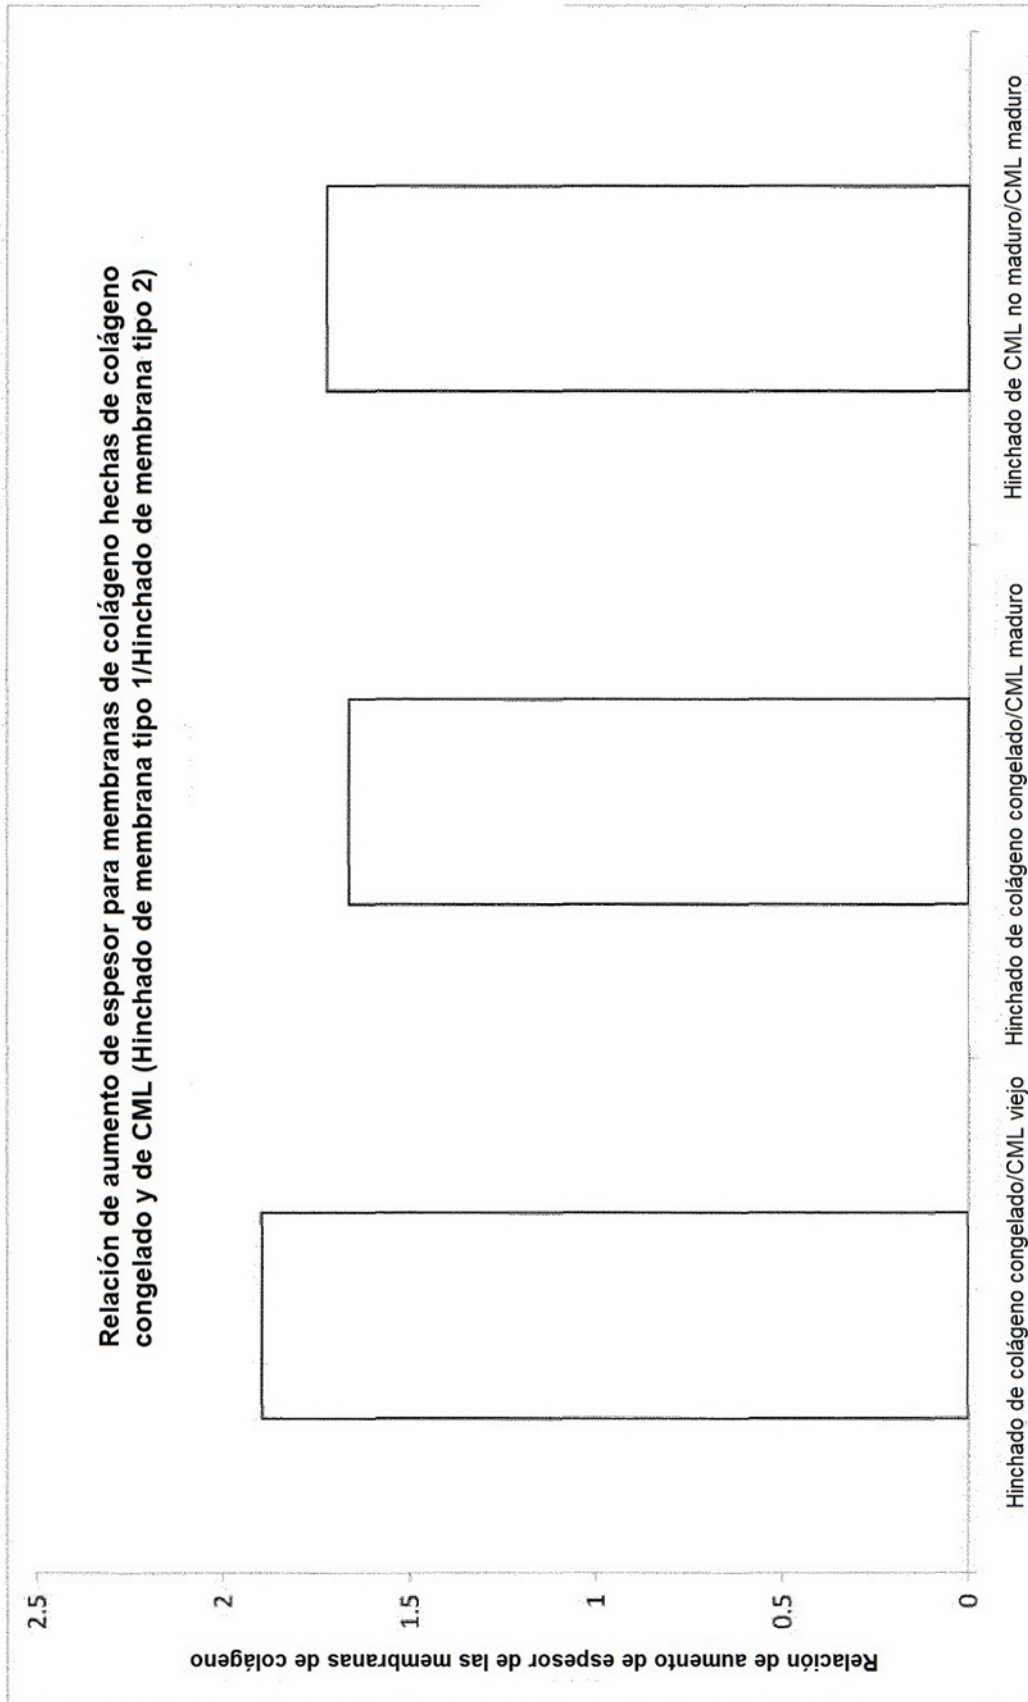 Relación de aumento de espesor para membranas de colágeno hechas de colágeno
congelado y de CML (Hinchado de membrana tipo 1/Hinchado de membrana tipo 2)
Relación de aumento de espesor de las membranas de colágeno
2.5
2
1.5
1
0.5
0
Hinchado de colágeno congelado/CML viejo
Hinchado de colágeno congelado/CML maduro
Hinchado de CML no maduro/CML maduro